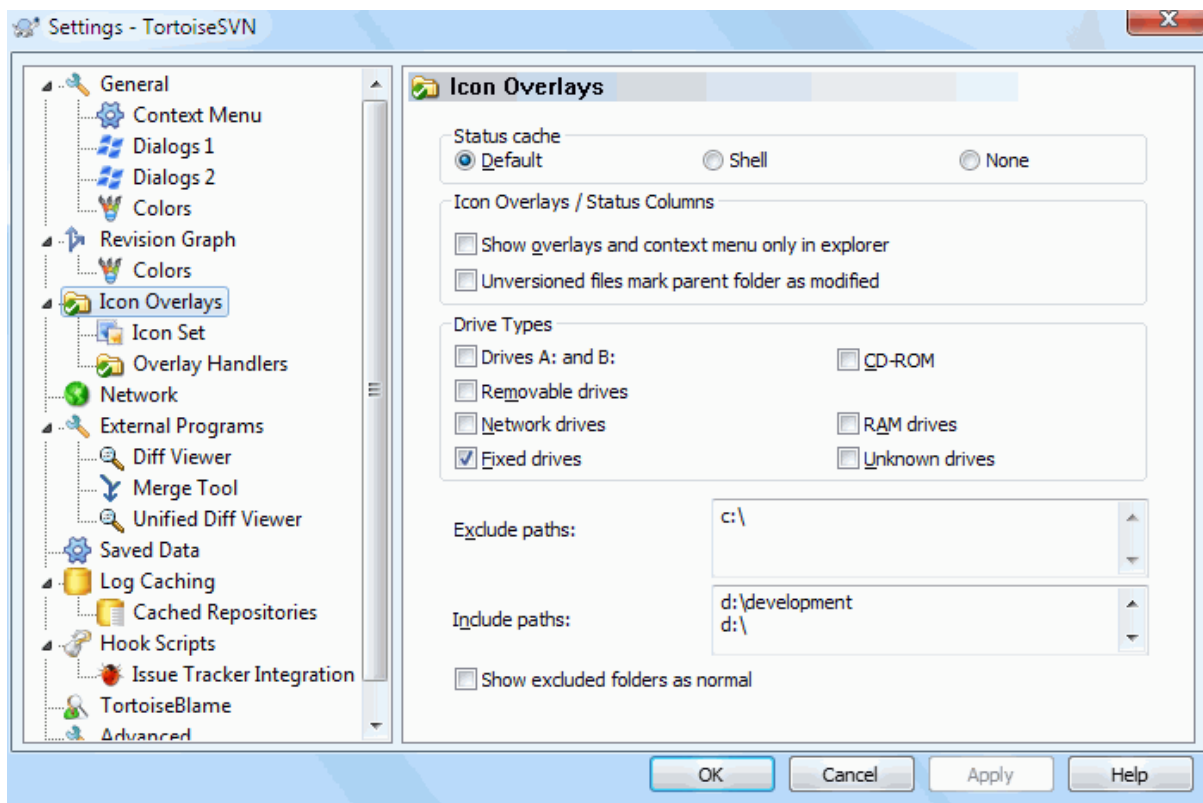 Settings - TortoiseSVN
General
Context Menu
Dialogs 1
Dialogs 2
Colors
Revision Graph
Colors
Icon Overlays
Icon Set
Overlay Handlers
Network
External Programs
Diff Viewer
Merge Tool
Unified Diff Viewer
Saved Data
Log Caching
Cached Repositories
Hook Scripts
Issue Tracker Integration
TortoiseBlame
Advanced
Icon Overlays
Status cache
Default Shell None
Icon Overlays / Status Columns
Show overlays and context menu only in explorer
Unversioned files mark parent folder as modified
Drive Types
Drives A: and B: CD-ROM
Removable drives
Network drives RAM drives
Fixed drives Unknown drives
Exclude paths: c:\
Include paths: d:\development
d:\
Show excluded folders as normal
OK Cancel Apply Help